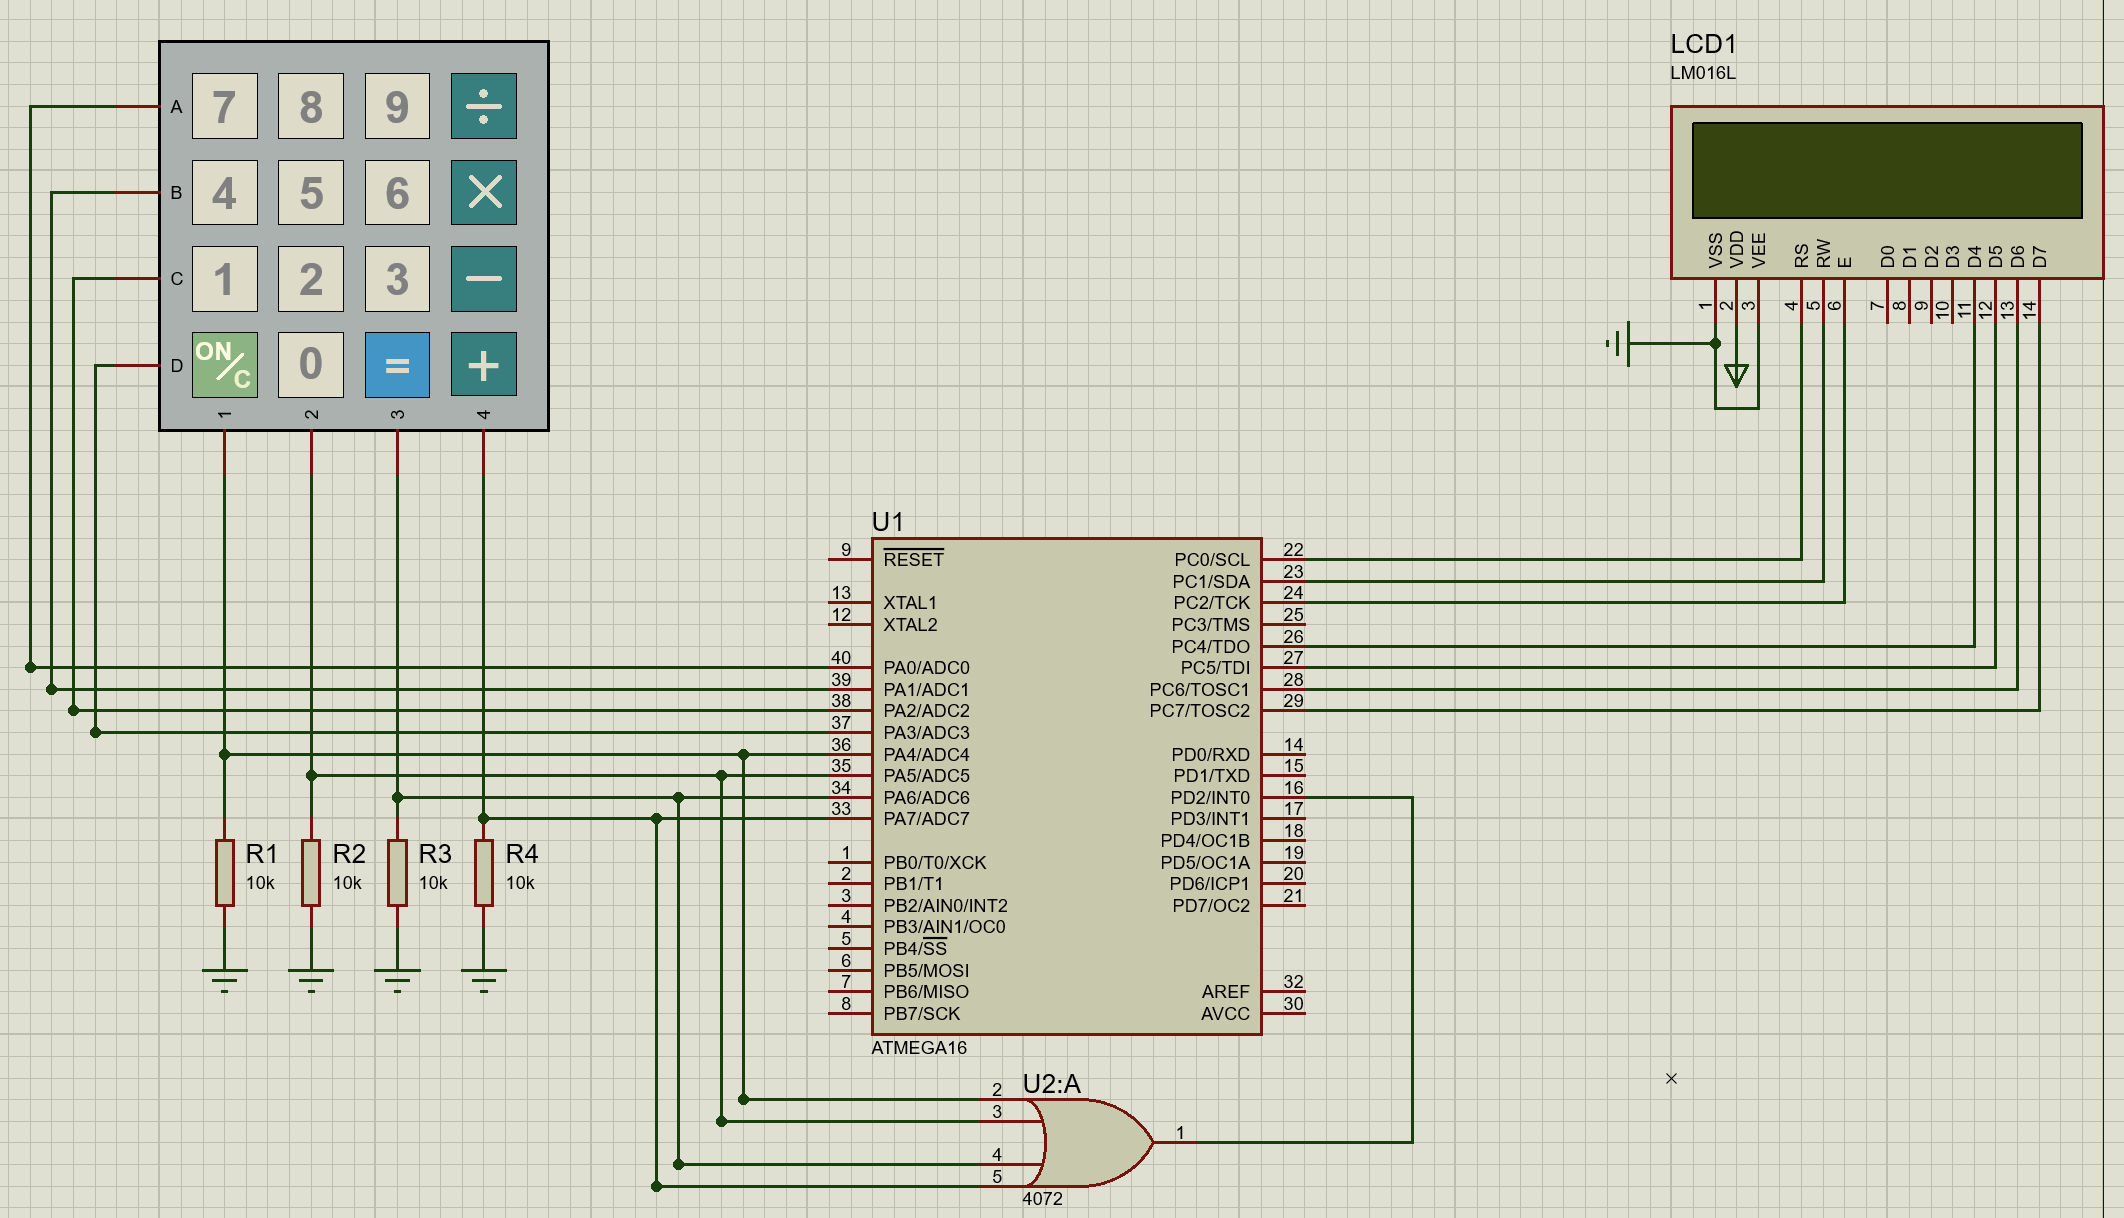 LCD1
LM016L
A
7
8
9
÷
B
4
5
6
×
C
1
2
3
−
D
ON/C
0
=
+
1
2
3
4
VSS
VDD
VEE
RS
RW
E
D0
D1
D2
D3
D4
D5
D6
D7
1
2
3
4
5
6
7
8
9
10
11
12
13
14
U1
9 RESET
13 XTAL1
12 XTAL2
40 PA0/ADC0
39 PA1/ADC1
38 PA2/ADC2
37 PA3/ADC3
36 PA4/ADC4
35 PA5/ADC5
34 PA6/ADC6
33 PA7/ADC7
1 PB0/T0/XCK
2 PB1/T1
3 PB2/AIN0/INT2
4 PB3/AIN1/OC0
5 PB4/SS
6 PB5/MOSI
7 PB6/MISO
8 PB7/SCK
PC0/SCL 22
PC1/SDA 23
PC2/TCK 24
PC3/TMS 25
PC4/TDO 26
PC5/TDI 27
PC6/TOSC1 28
PC7/TOSC2 29
PD0/RXD 14
PD1/TXD 15
PD2/INT0 16
PD3/INT1 17
PD4/OC1B 18
PD5/OC1A 19
PD6/ICP1 20
PD7/OC2 21
AREF 32
AVCC 30
ATMEGA16
R1
10k
R2
10k
R3
10k
R4
10k
U2:A
2
3
4
5
1
4072